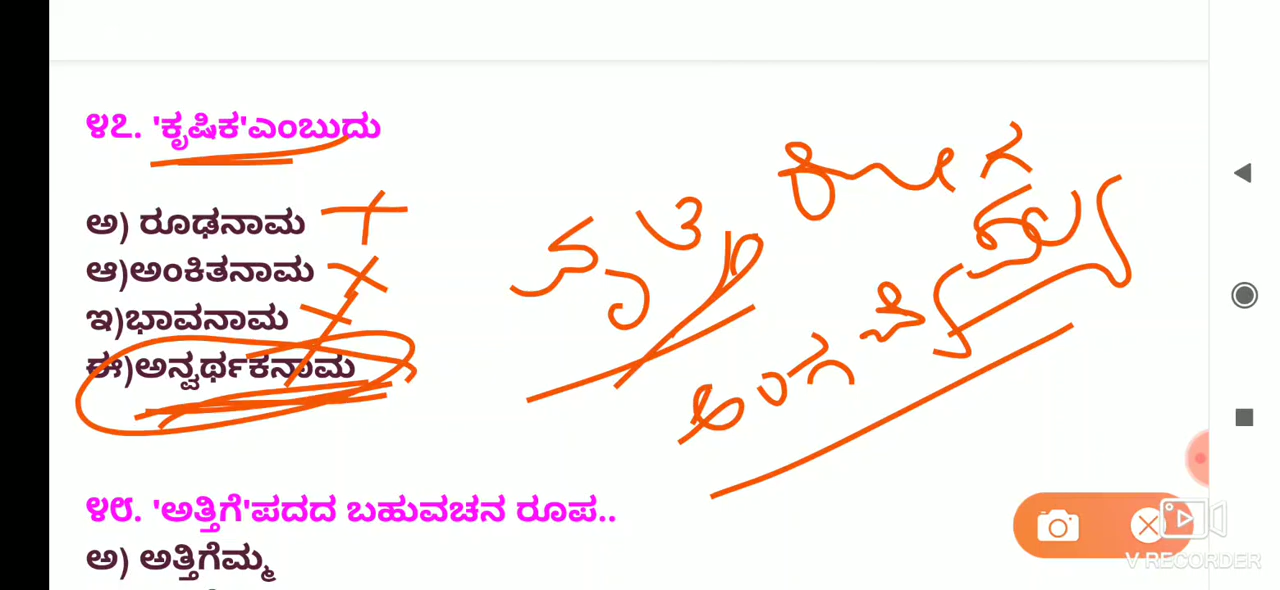 ೪೭. 'ಕೃಷಿಕ'ಎಂಬುದು
ಅ) ರೂಢನಾಮ
ಆ)ಅಂಕಿತನಾಮ
ಇ)ಭಾವನಾಮ
ಈ)ಅನ್ವರ್ಥಕನಾಮ
೪೮. 'ಅತ್ತಿಗೆ'ಪದದ ಬಹುವಚನ ರೂಪ..
ಅ) ಅತ್ತಿಗೆಮ್ಮ
V RECORDER